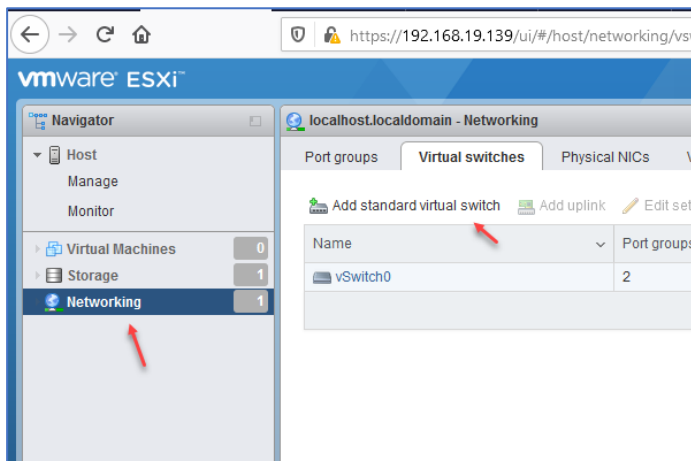 https://192.168.19.139/ui/#/host/networking/vs
vmware ESXi™
Navigator
localhost.localdomain - Networking
Host
Manage
Monitor
Port groups Virtual switches Physical NICs V
Add standard virtual switch Add uplink Edit set
Virtual Machines 0
Storage 1
Networking 1
Name Port groups
vSwitch0 2